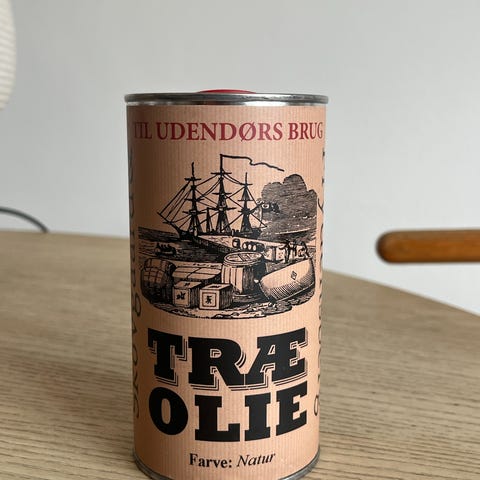 TIL UDENDØRS BRUG
TRÆ
OLIE
Farve: Natur